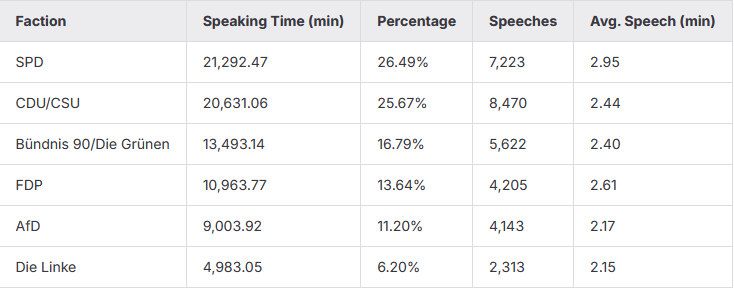 Faction Speaking Time (min) Percentage Speeches Avg. Speech (min)
SPD 21,292.47 26.49% 7,223 2.95
CDU/CSU 20,631.06 25.67% 8,470 2.44
Bündnis 90/Die Grünen 13,493.14 16.79% 5,622 2.40
FDP 10,963.77 13.64% 4,205 2.61
AfD 9,003.92 11.20% 4,143 2.17
Die Linke 4,983.05 6.20% 2,313 2.15